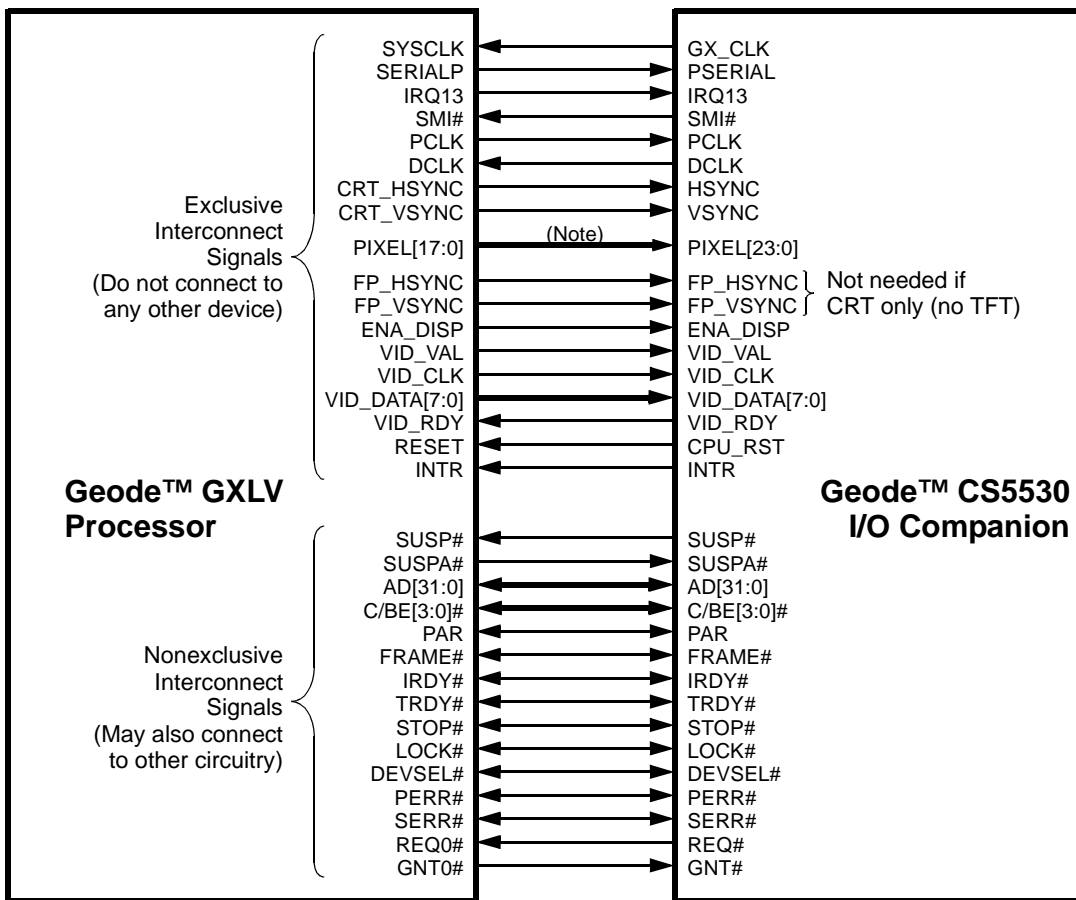 SYSCLK GX_CLK
SERIALP PSERIAL
IRQ13 IRQ13
SMI# SMI#
PCLK PCLK
DCLK DCLK
CRT_HSYNC HSYNC
CRT_VSYNC VSYNC
PIXEL[17:0] (Note) PIXEL[23:0]
FP_HSYNC FP_HSYNC
FP_VSYNC FP_VSYNC
ENA_DISP ENA_DISP
VID_VAL VID_VAL
VID_CLK VID_CLK
VID_DATA[7:0] VID_DATA[7:0]
VID_RDY VID_RDY
RESET CPU_RST
INTR INTR
Exclusive
Interconnect
Signals
(Do not connect to
any other device)
Not needed if
CRT only (no TFT)
Geode™ GXLV
Processor
Geode™ CS5530
I/O Companion
SUSP# SUSP#
SUSPA# SUSPA#
AD[31:0] AD[31:0]
C/BE[3:0]# C/BE[3:0]#
PAR PAR
FRAME# FRAME#
IRDY# IRDY#
TRDY# TRDY#
STOP# STOP#
LOCK# LOCK#
DEVSEL# DEVSEL#
PERR# PERR#
SERR# SERR#
REQ0# REQ#
GNT0# GNT#
Nonexclusive
Interconnect
Signals
(May also connect
to other circuitry)